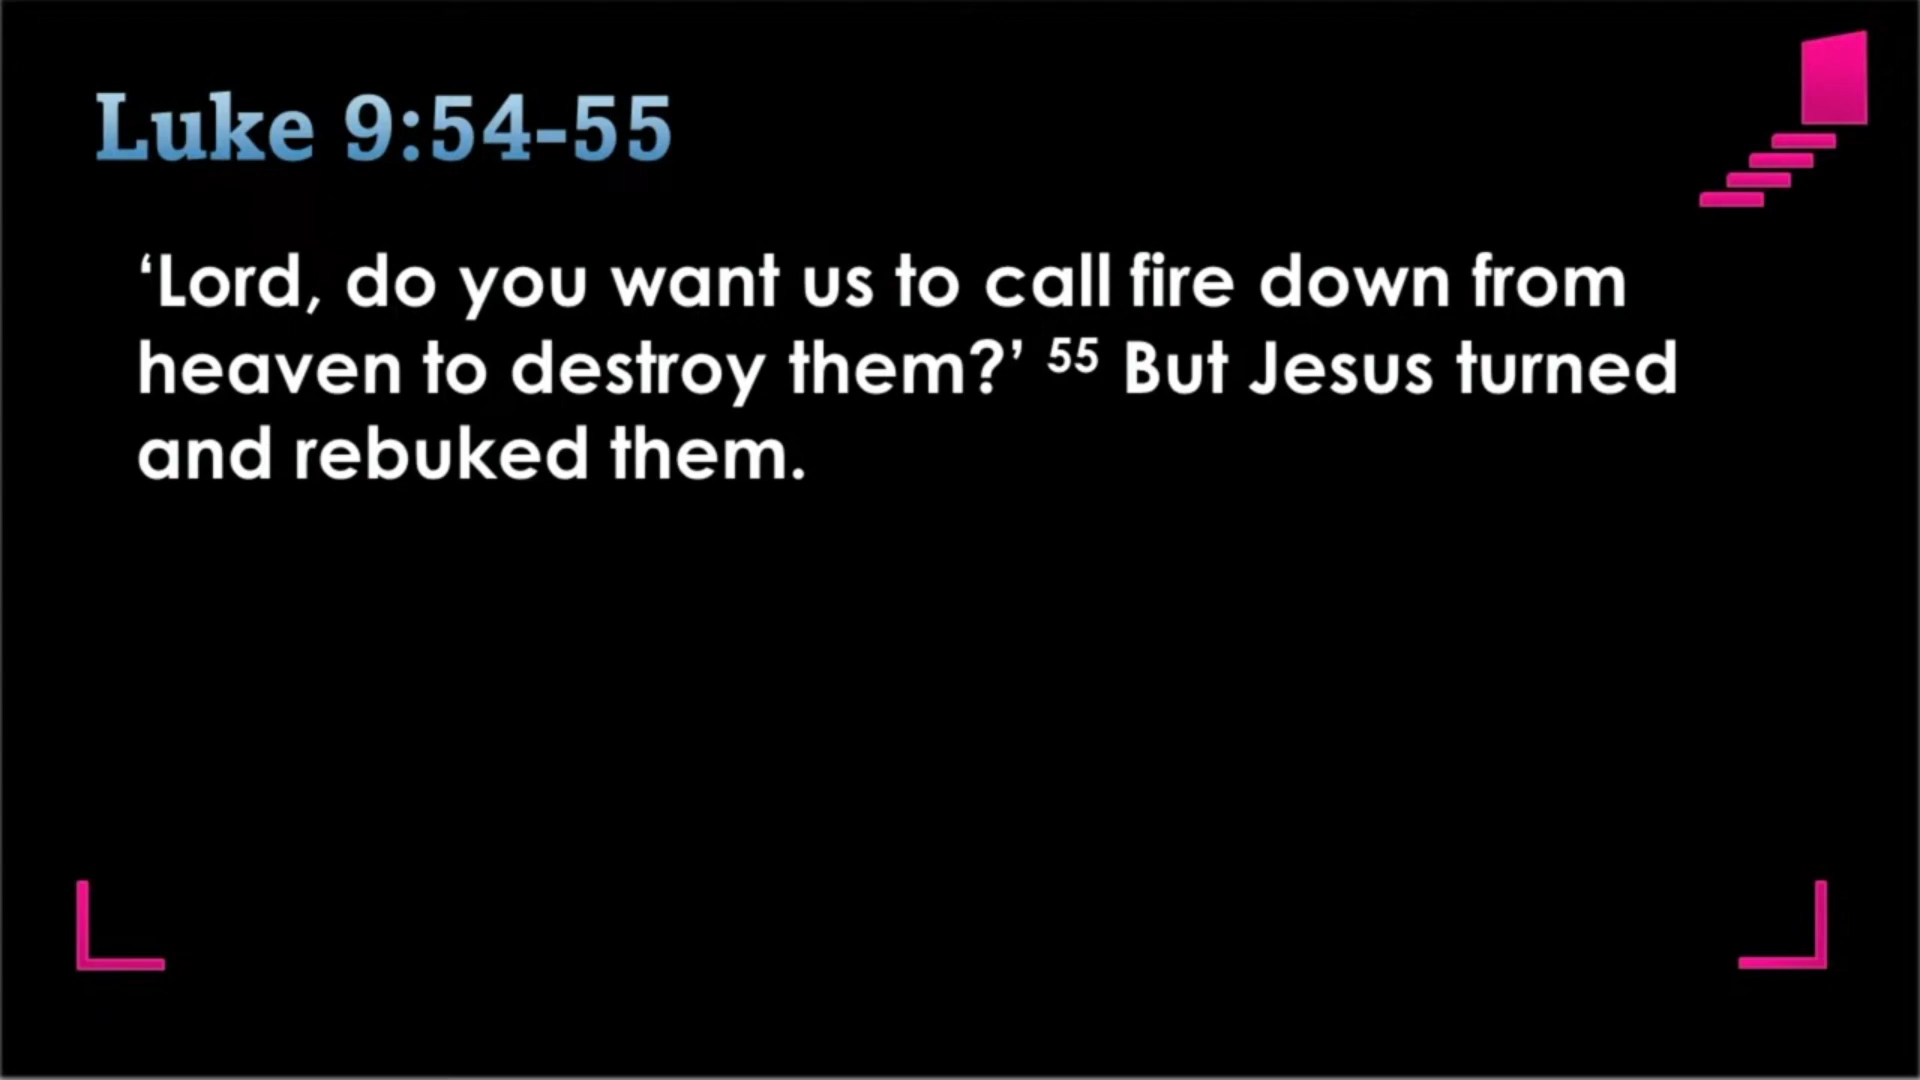 Luke 9:54-55
‘Lord, do you want us to call fire down from
heaven to destroy them?’ 55 But Jesus turned
and rebuked them.